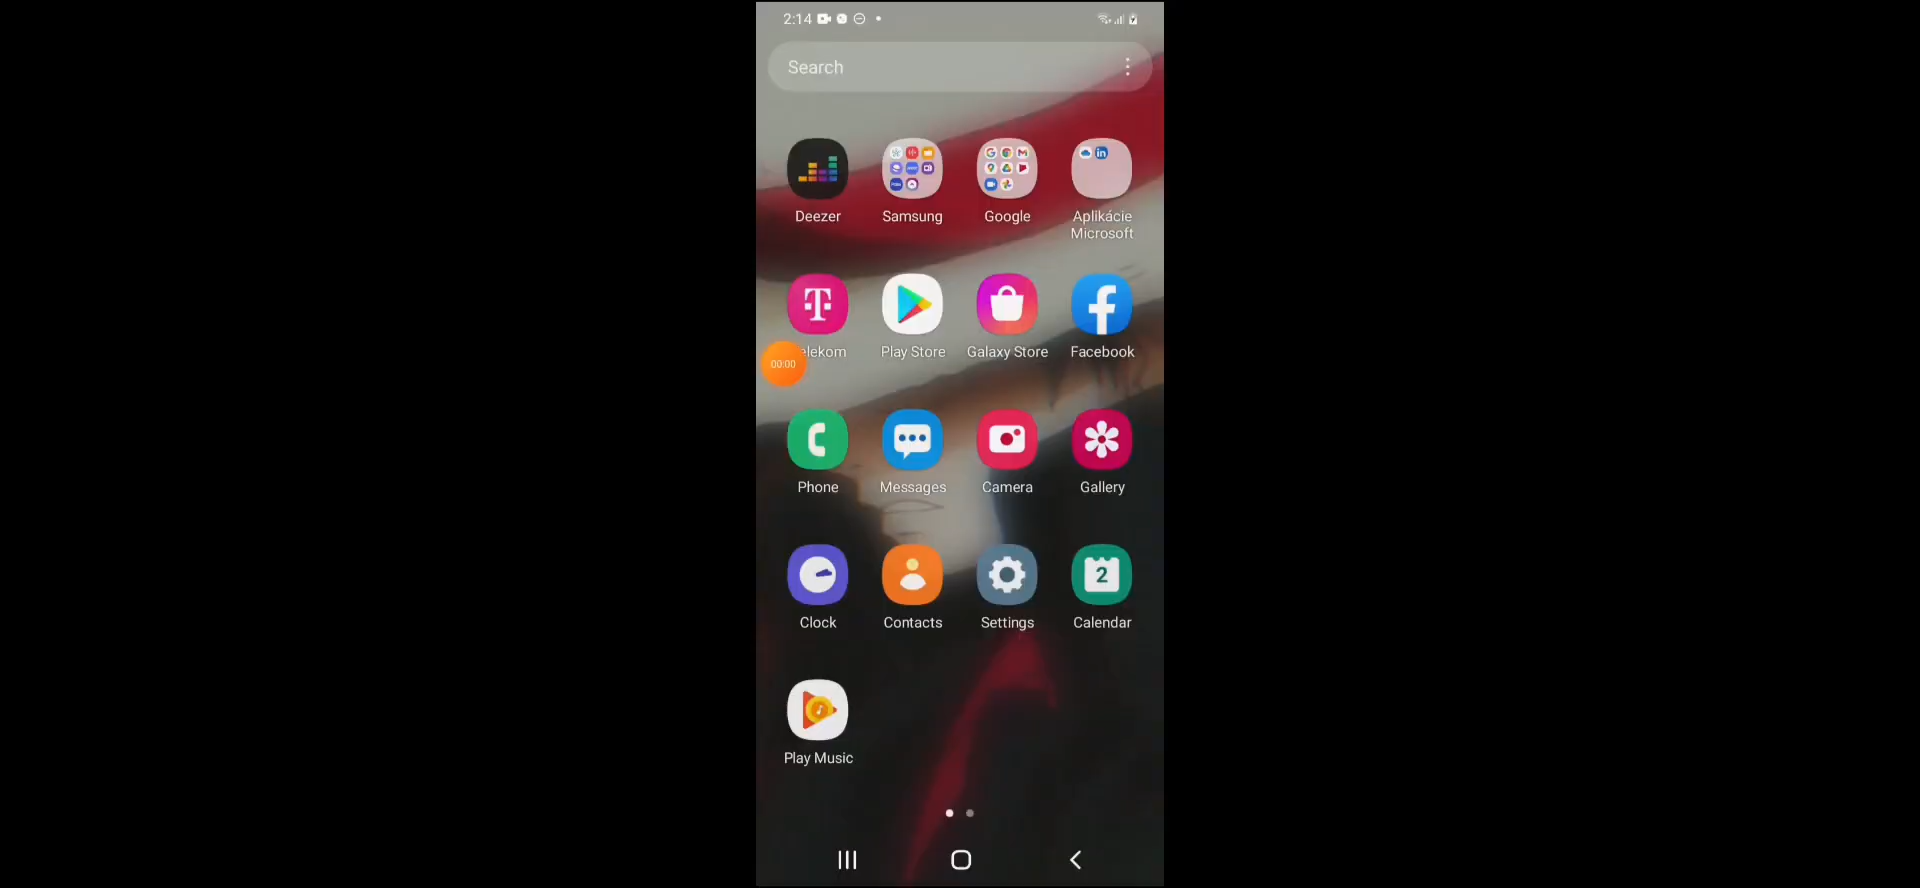 2:14
Search
Deezer
Samsung
Google
Aplikácie
Microsoft
elekom
Play Store
Galaxy Store
Facebook
00:00
Phone
Messages
Camera
Gallery
Clock
Contacts
Settings
2
Calendar
Play Music